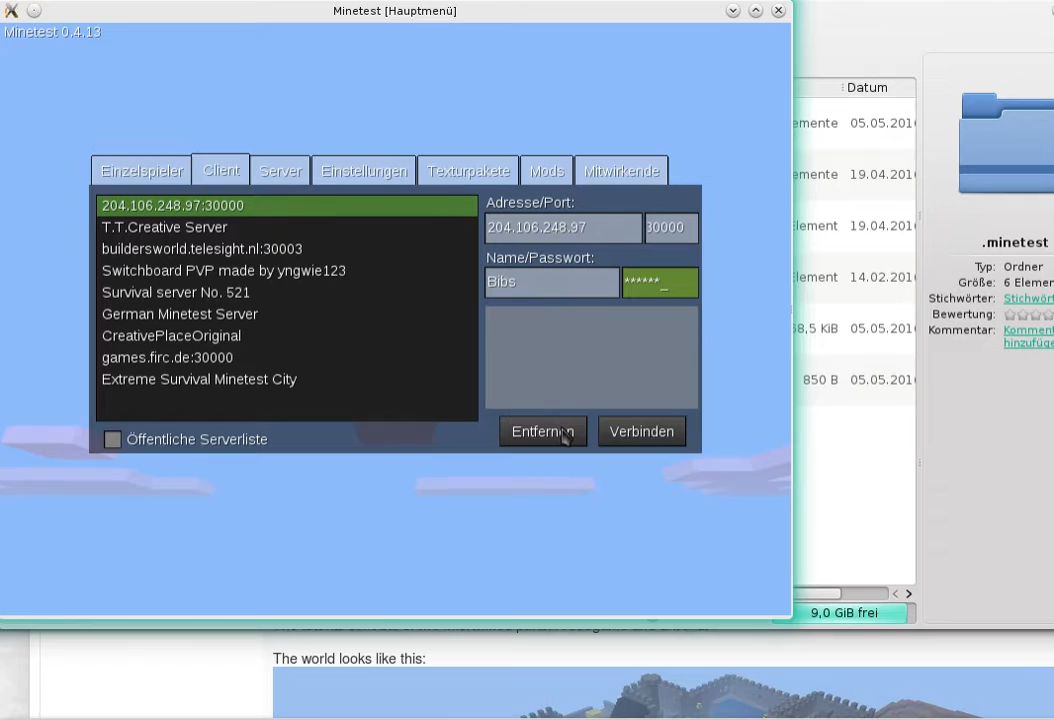 Minetest [Hauptmenü]
Minetest 0.4.13
Einzelspieler
Client
Server
Einstellungen
Texturpakete
Mods
Mitwirkende
204.106.248.97:30000
T.T.Creative Server
buildersworld.telesight.nl:30003
Switchboard PVP made by yngwie123
Survival server No. 521
German Minetest Server
CreativePlaceOriginal
games.firc.de:30000
Extreme Survival Minetest City
Öffentliche Serverliste
Adresse/Port:
204.106.248.97
30000
Name/Passwort:
Bibs
******_
Entfernen
Verbinden
Datum
emente 05.05.201
emente 19.04.201
lement 19.04.201
lement 14.02.201
8,5 KiB 05.05.201
850 B 05.05.201
9,0 GiB frei
.minetest
Typ: Ordner
Größe: 6 Elemen
Stichwörter: Stichwör
Bewertung:
Kommentar: Kommen
hinzufüge
The world looks like this: